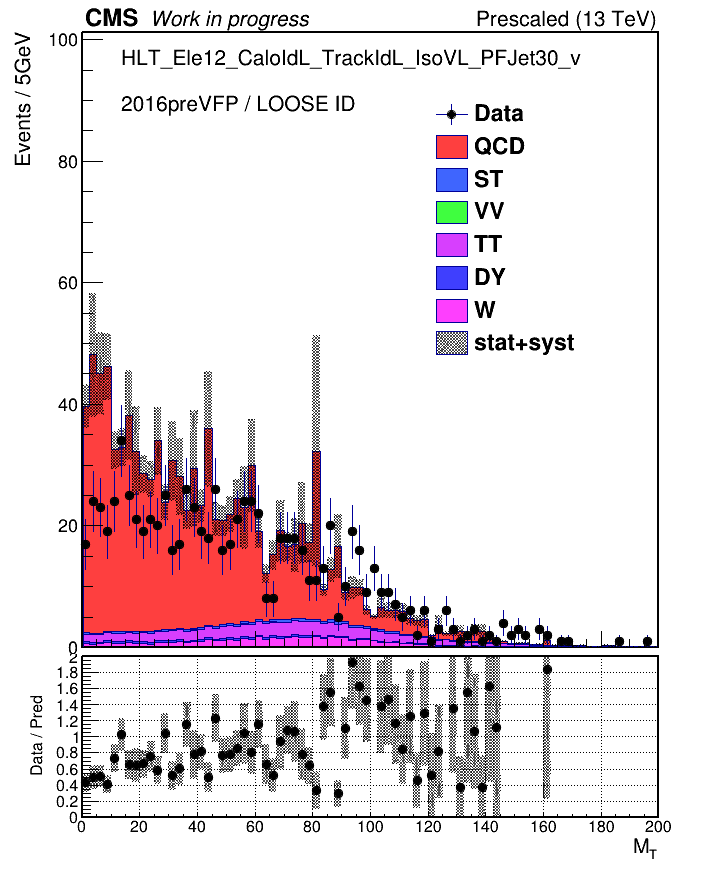 CMS Work in progress Prescaled (13 TeV)
Events / 5GeV
100
80
60
40
20
0
HLT_Ele12_CaloIdL_TrackIdL_IsoVL_PFJet30_v
2016preVFP / LOOSE ID
Data
QCD
ST
VV
TT
DY
W
stat+syst
Data / Pred
2
1.8
1.6
1.4
1.2
1
0.8
0.6
0.4
0.2
0
0 20 40 60 80 100 120 140 160 180 200
M_T